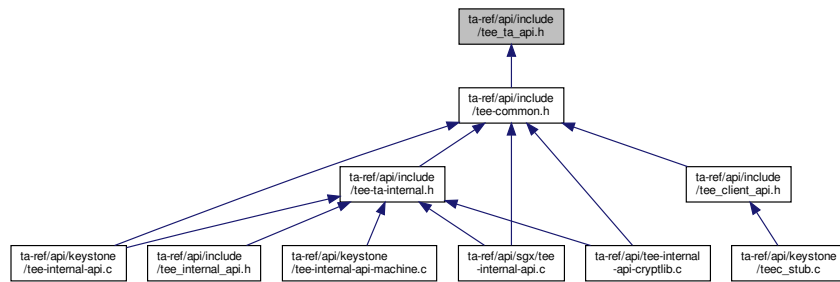 ta-ref/api/include
/tee_ta_api.h
ta-ref/api/include
/tee-common.h
ta-ref/api/include
/tee-ta-internal.h
ta-ref/api/include
/tee_client_api.h
ta-ref/api/keystone
/tee-internal-api.c
ta-ref/api/include
/tee_internal_api.h
ta-ref/api/keystone
/tee-internal-api-machine.c
ta-ref/api/sgx/tee
-internal-api.c
ta-ref/api/tee-internal
-api-cryptlib.c
ta-ref/api/keystone
/teec_stub.c